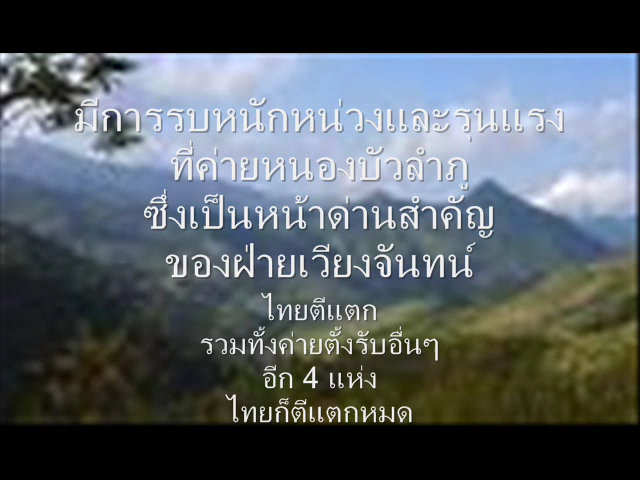 มีการรบหนักหน่วงและรุนแรง
ที่ค่ายหนองบัวลำภู
ซึ่งเป็นหน้าด่านสำคัญ
ของฝ่ายเวียงจันทน์
ไทยตีแตก
รวมทั้งค่ายตั้งรับอื่นๆ
อีก 4 แห่ง
ไทยก็ตีแตกหมด